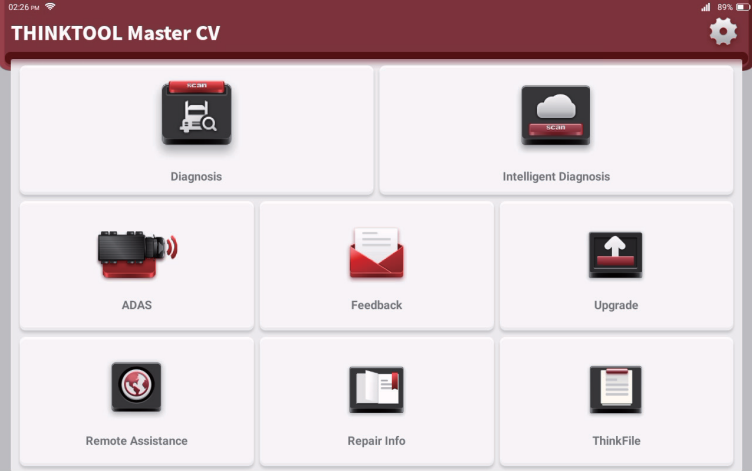 02:26 PM
89%
THINKTOOL Master CV
scan
scan
Diagnosis
Intelligent Diagnosis
ADAS
Feedback
Upgrade
Remote Assistance
Repair Info
ThinkFile